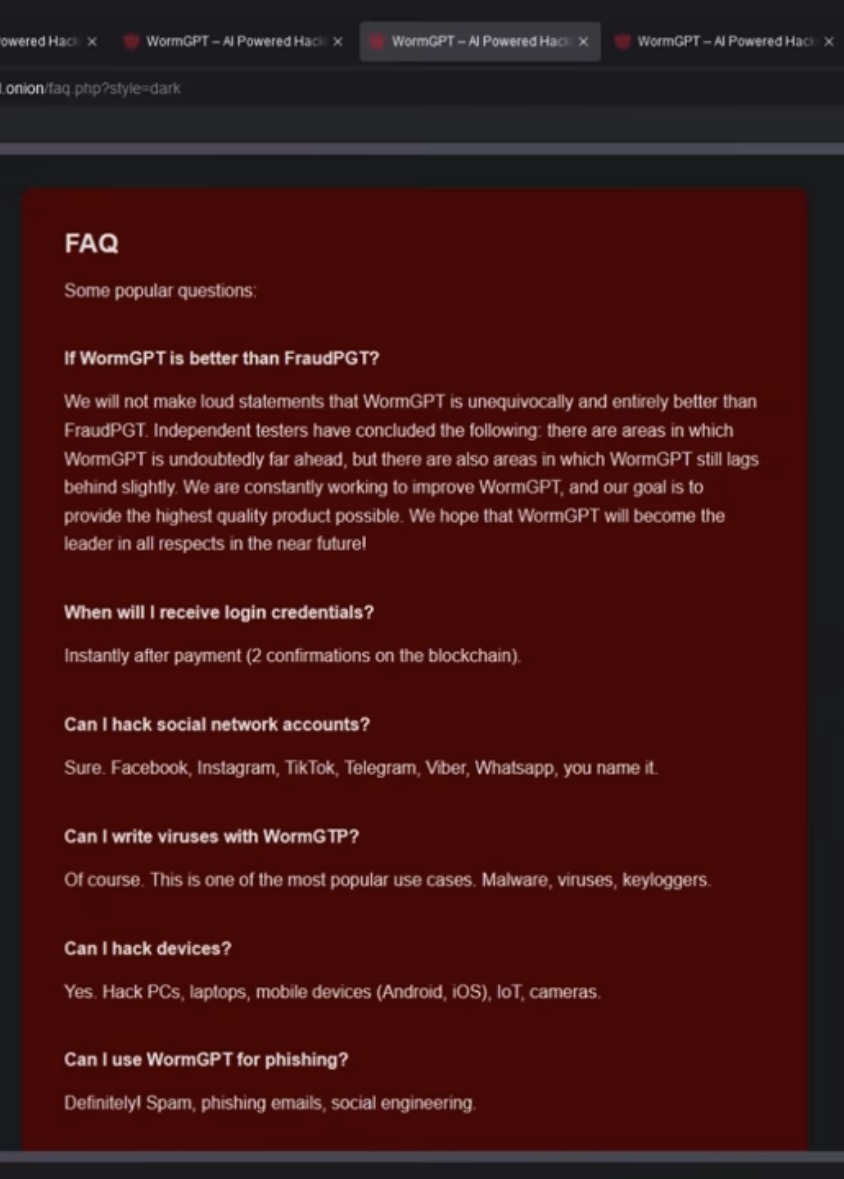 owered Hack
WormGPT – AI Powered Hack
WormGPT – AI Powered Hack
WormGPT – AI Powered Hack
.onion/faq.php?style=dark
FAQ
Some popular questions:
If WormGPT is better than FraudPGT?
We will not make loud statements that WormGPT is unequivocally and entirely better than
FraudPGT. Independent testers have concluded the following: there are areas in which
WormGPT is undoubtedly far ahead, but there are also areas in which WormGPT still lags
behind slightly. We are constantly working to improve WormGPT, and our goal is to
provide the highest quality product possible. We hope that WormGPT will become the
leader in all respects in the near future!
When will I receive login credentials?
Instantly after payment (2 confirmations on the blockchain).
Can I hack social network accounts?
Sure. Facebook, Instagram, TikTok, Telegram, Viber, Whatsapp, you name it.
Can I write viruses with WormGTP?
Of course. This is one of the most popular use cases. Malware, viruses, keyloggers.
Can I hack devices?
Yes. Hack PCs, laptops, mobile devices (Android, iOS), IoT, cameras.
Can I use WormGPT for phishing?
Definitely! Spam, phishing emails, social engineering.